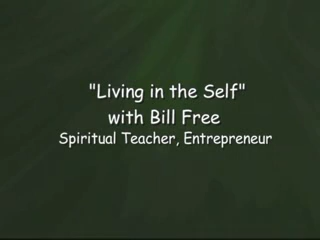 "Living in the Self"
with Bill Free
Spiritual Teacher, Entrepreneur